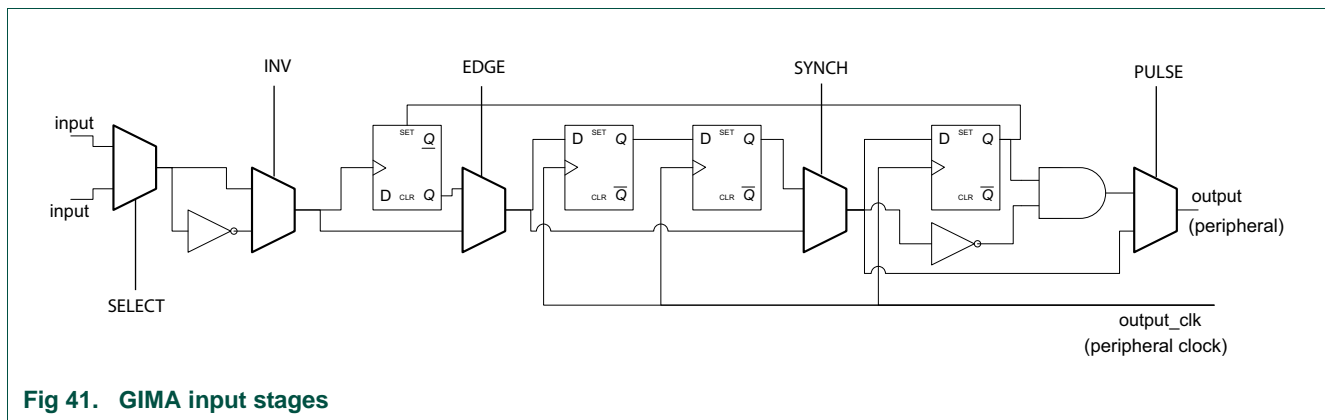 INV
EDGE
SYNCH
PULSE
input
input
SELECT
SET
Q
D
CLR
Q
D
SET
Q
CLR
Q
D
SET
Q
CLR
Q
D
SET
Q
CLR
Q
output
(peripheral)
output_clk
(peripheral clock)
Fig 41. GIMA input stages